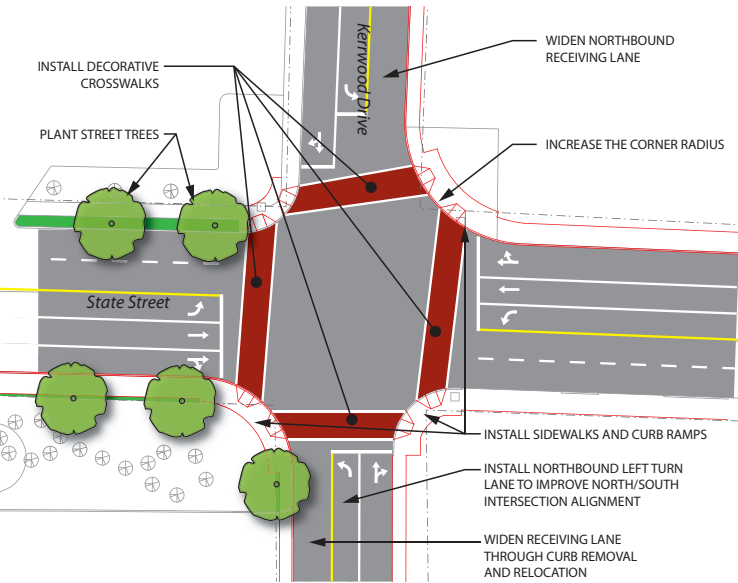 Kerrwood Drive
WIDEN NORTHBOUND
RECEIVING LANE
INSTALL DECORATIVE
CROSSWALKS
PLANT STREET TREES
INCREASE THE CORNER RADIUS
State Street
INSTALL SIDEWALKS AND CURB RAMPS
INSTALL NORTHBOUND LEFT TURN
LANE TO IMPROVE NORTH/SOUTH
INTERSECTION ALIGNMENT
WIDEN RECEIVING LANE
THROUGH CURB REMOVAL
AND RELOCATION